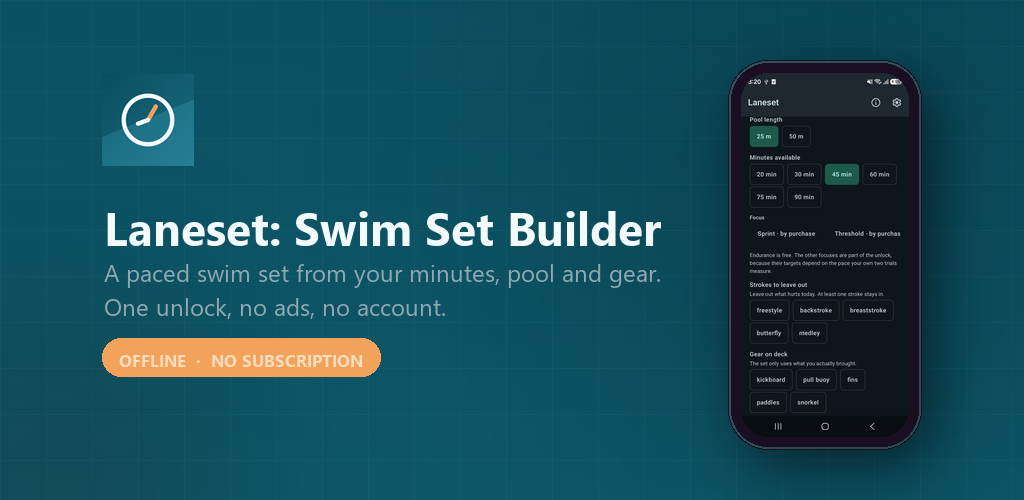 Laneset: Swim Set Builder
A paced swim set from your minutes, pool and gear.
One unlock, no ads, no account.
OFFLINE · NO SUBSCRIPTION
3:20
Laneset
Pool length
25 m 50 m
Minutes available
20 min 30 min 45 min 60 min
75 min 90 min
Focus
Sprint · by purchase Threshold · by purchas
Endurance is free. The other focuses are part of the unlock,
because their targets depend on the pace your own two trials
measure.
Strokes to leave out
Leave out what hurts today. At least one stroke stays in.
freestyle backstroke breaststroke
butterfly medley
Gear on deck
The set only uses what you actually brought.
kickboard pull buoy fins
paddles snorkel